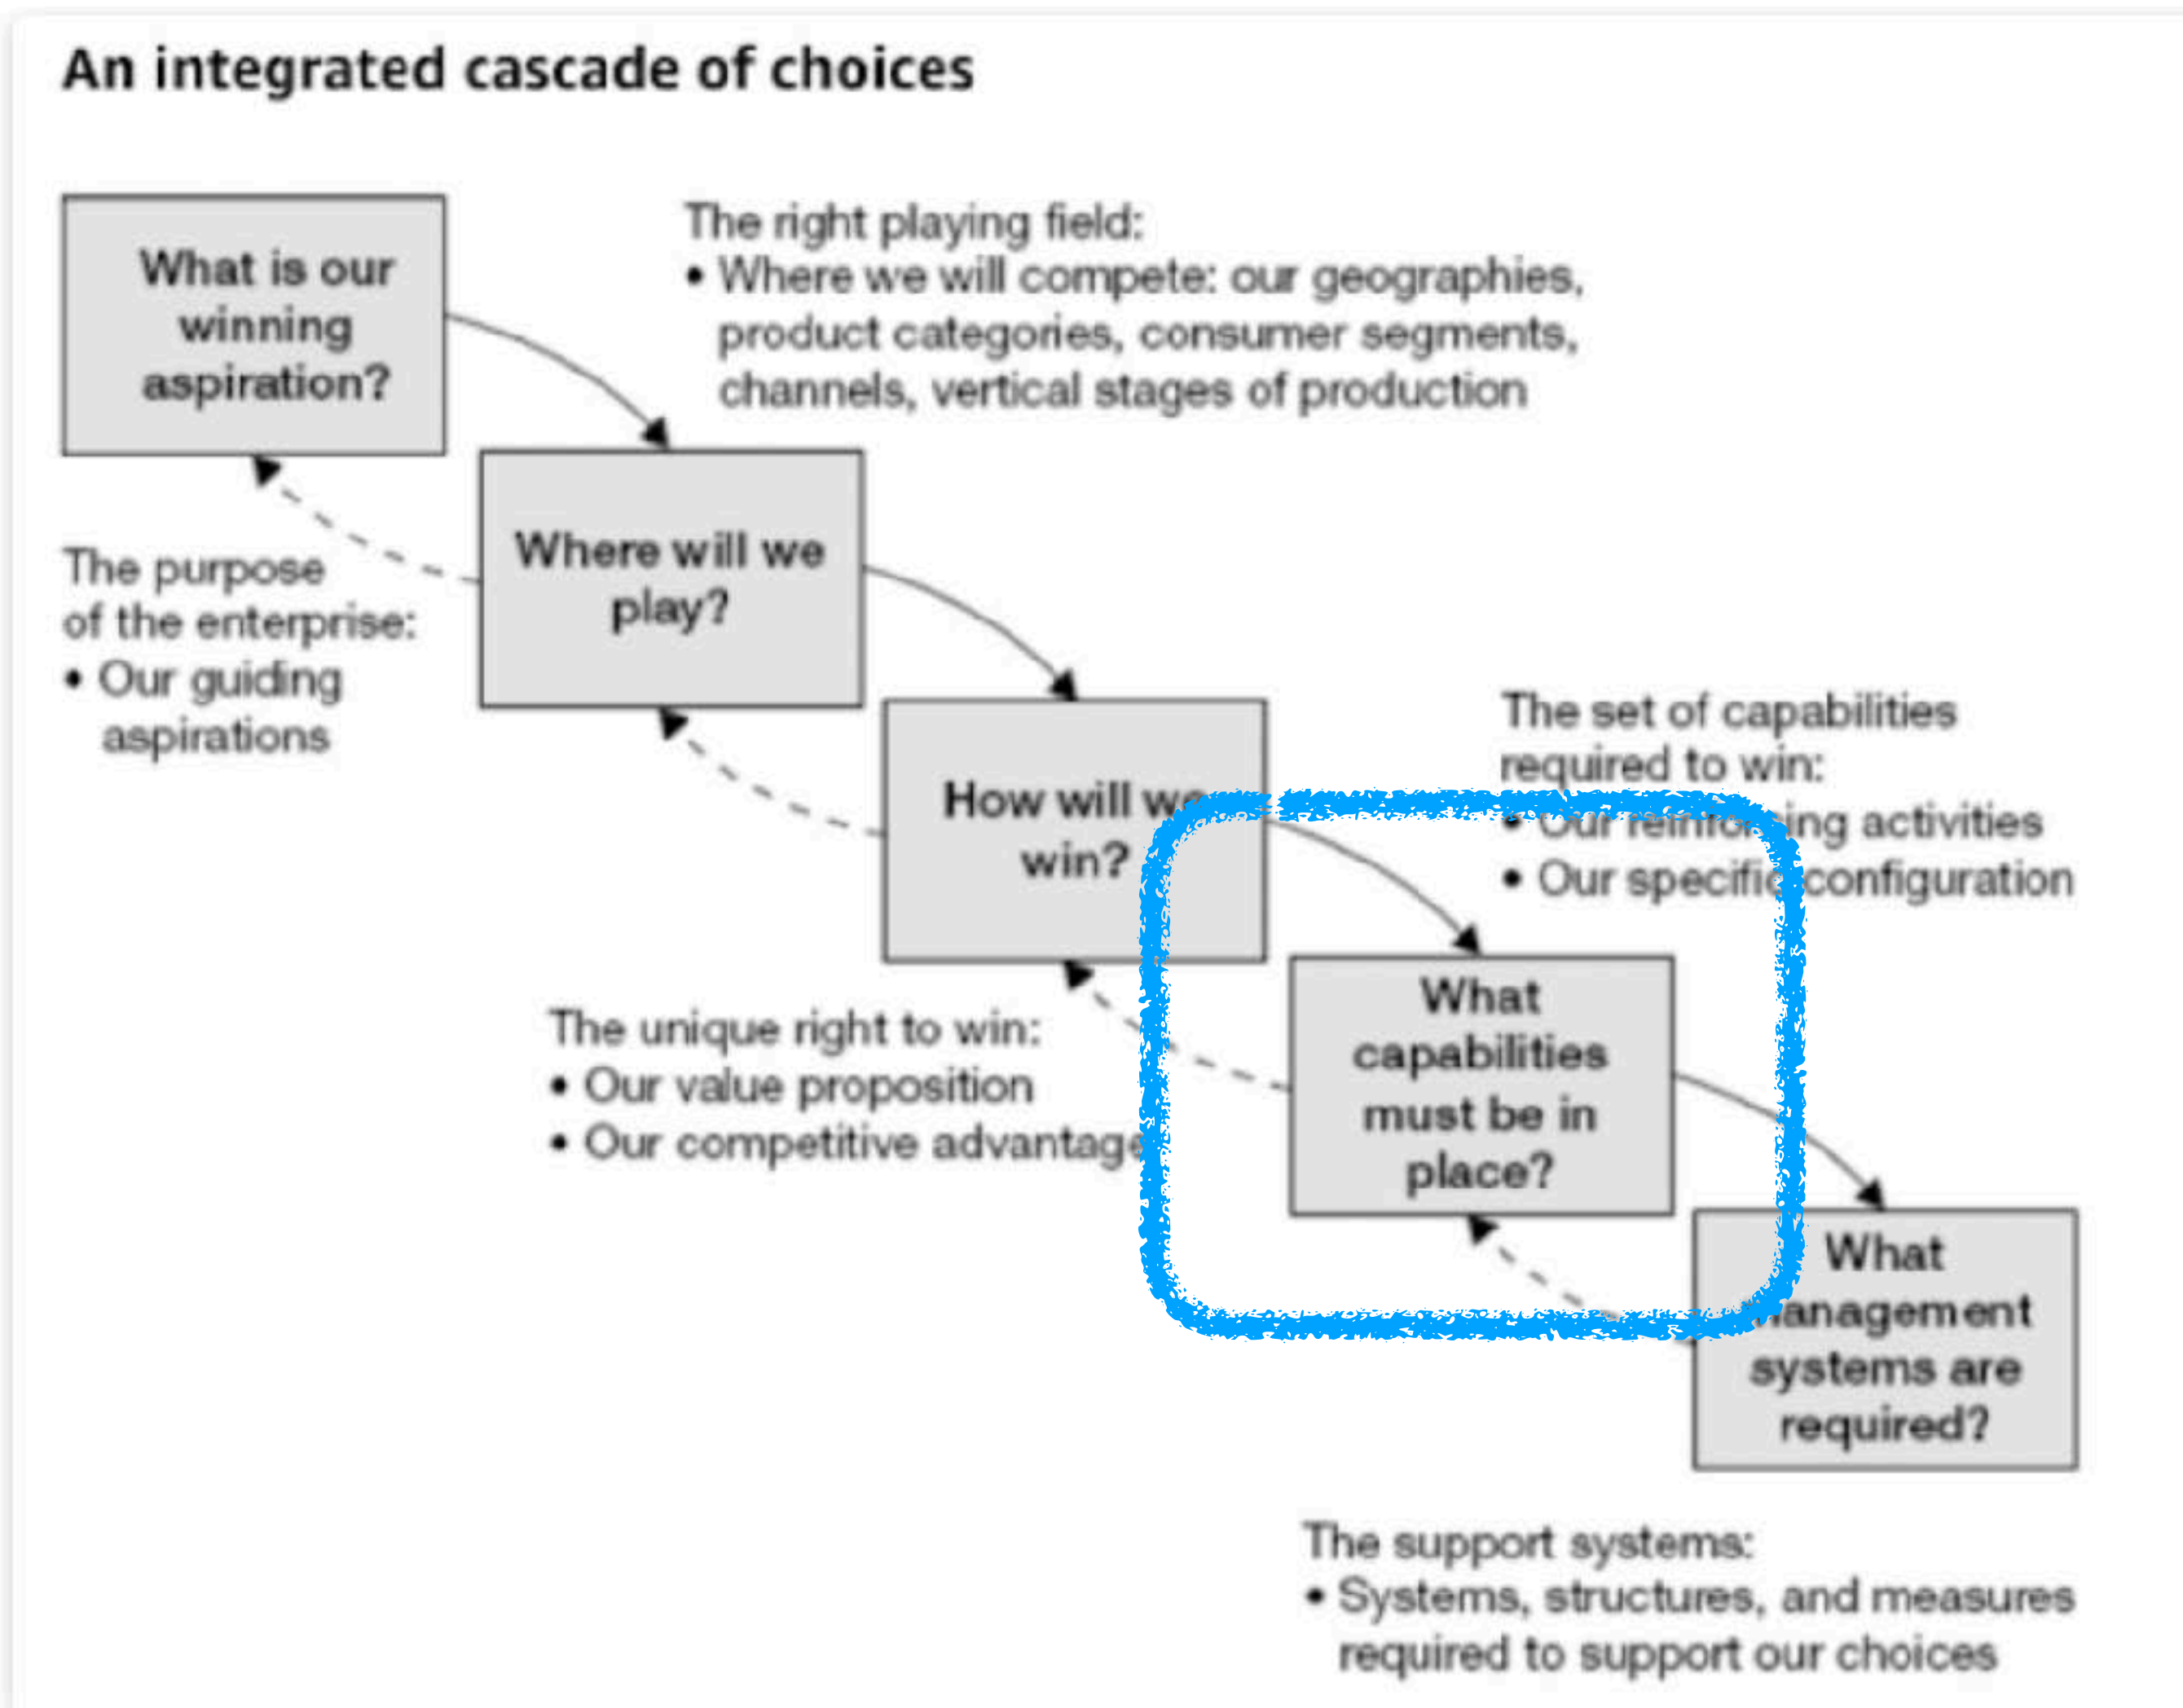 An integrated cascade of choices
What is our
winning
aspiration?
The right playing field:
• Where we will compete: our geographies,
product categories, consumer segments,
channels, vertical stages of production
The purpose
of the enterprise:
• Our guiding
aspirations
Where will we
play?
How will we
win?
The set of capabilities
required to win:
• Our reinforcing activities
• Our specific configuration
The unique right to win:
• Our value proposition
• Our competitive advantage
What
capabilities
must be in
place?
What
management
systems are
required?
The support systems:
• Systems, structures, and measures
required to support our choices